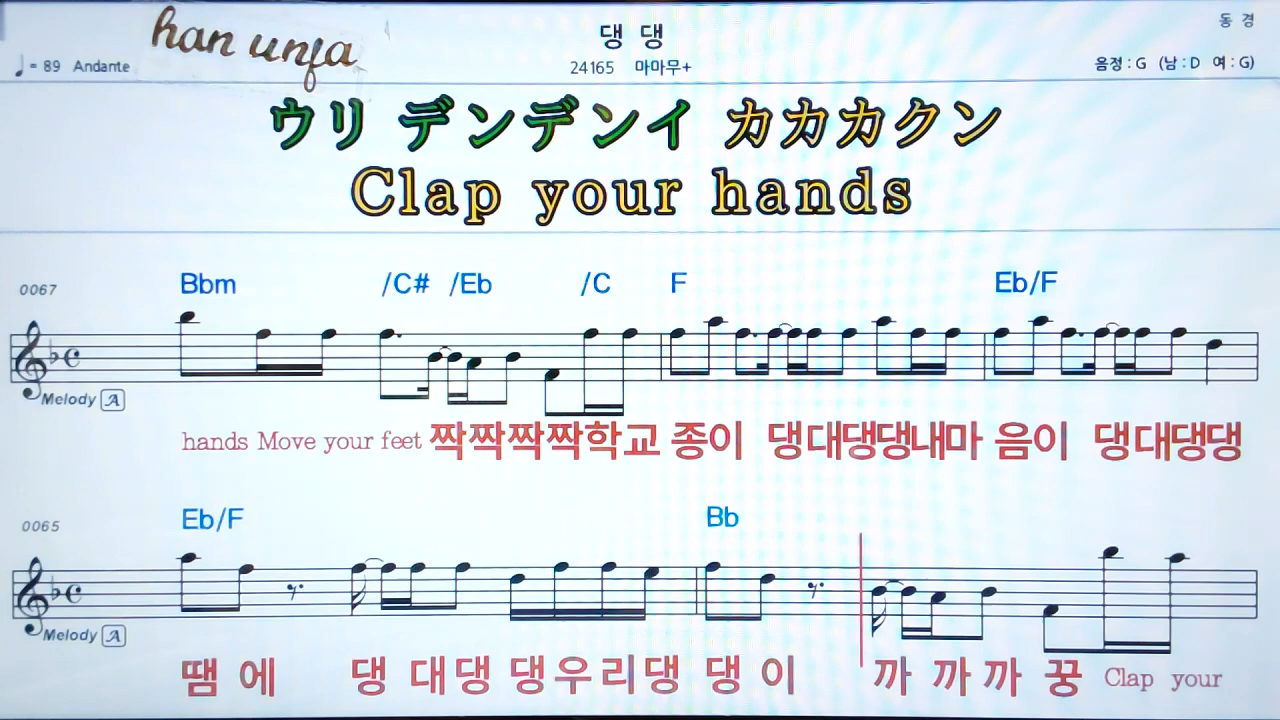 han unja
댕 댕
동 경
♩= 89 Andante
24165 마마무+
음정 : G (남 : D 여 : G)
ウリ デンデンイ カカカクン
Clap your hands
0067
Bbm /C# /Eb /C F Eb/F
Melody A
hands Move your feet 짝짝짝짝학교 종이 댕대댕댕내마 음이 댕대댕댕
0065
Eb/F Bb
Melody A
땜 에 댕 대댕 댕우리댕 댕 이 까 까까 꿍 Clap your